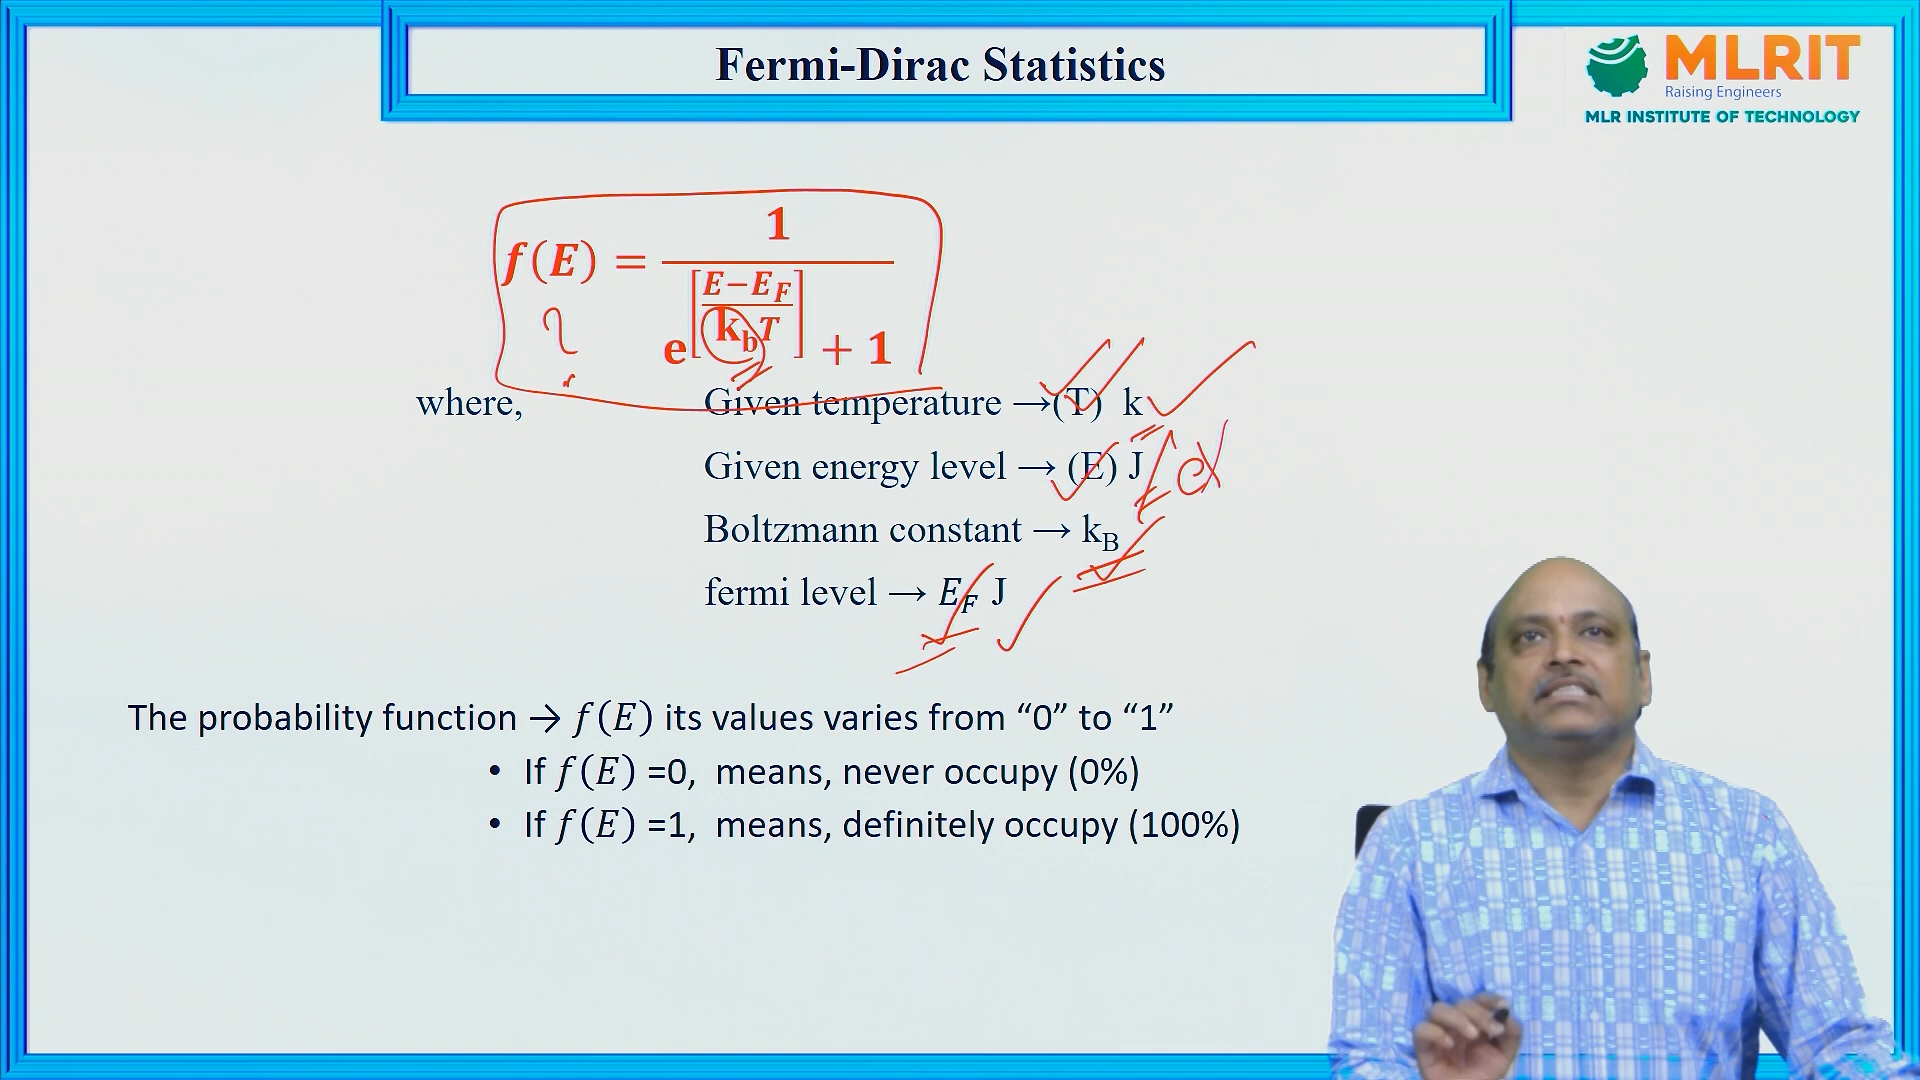 Fermi-Dirac Statistics
MLRIT
Raising Engineers
MLR INSTITUTE OF TECHNOLOGY
f(E) = 1 / e^[(E−E_F)/(k_bT)] + 1
where, Given temperature →(T) k
Given energy level → (E) J
Boltzmann constant → k_B
fermi level → E_F J
The probability function → f(E) its values varies from “0” to “1”
• If f(E) =0, means, never occupy (0%)
• If f(E) =1, means, definitely occupy (100%)